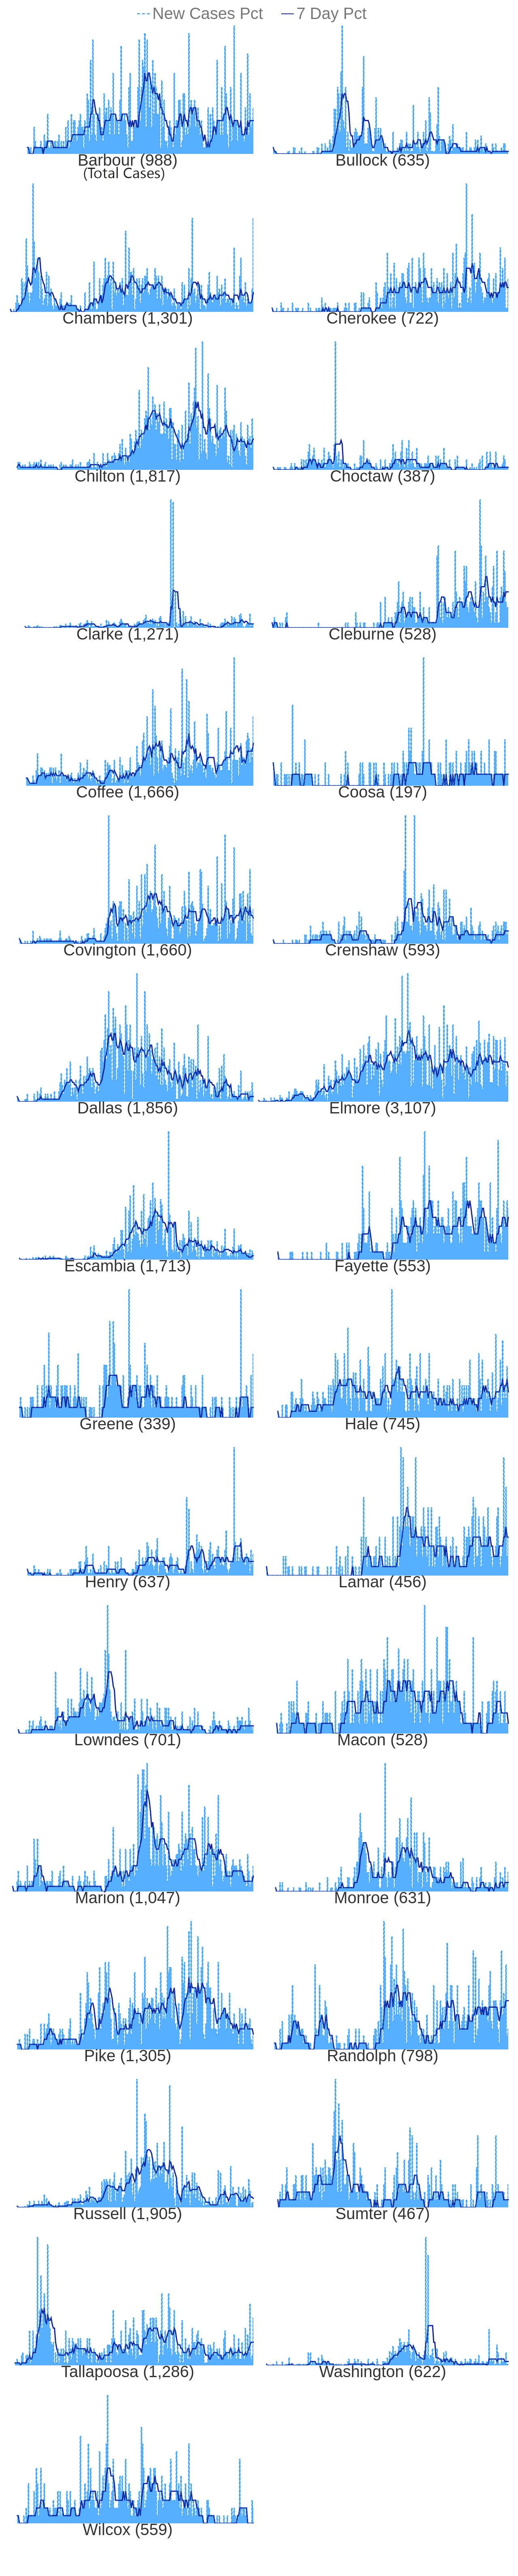 New Cases Pct 7 Day Pct
Barbour (988) Bullock (635)
(Total Cases)
Chambers (1,301) Cherokee (722)
Chilton (1,817) Choctaw (387)
Clarke (1,271) Cleburne (528)
Coffee (1,666) Coosa (197)
Covington (1,660) Crenshaw (593)
Dallas (1,856) Elmore (3,107)
Escambia (1,713) Fayette (553)
Greene (339) Hale (745)
Henry (637) Lamar (456)
Lowndes (701) Macon (528)
Marion (1,047) Monroe (631)
Pike (1,305) Randolph (798)
Russell (1,905) Sumter (467)
Tallapoosa (1,286) Washington (622)
Wilcox (559)